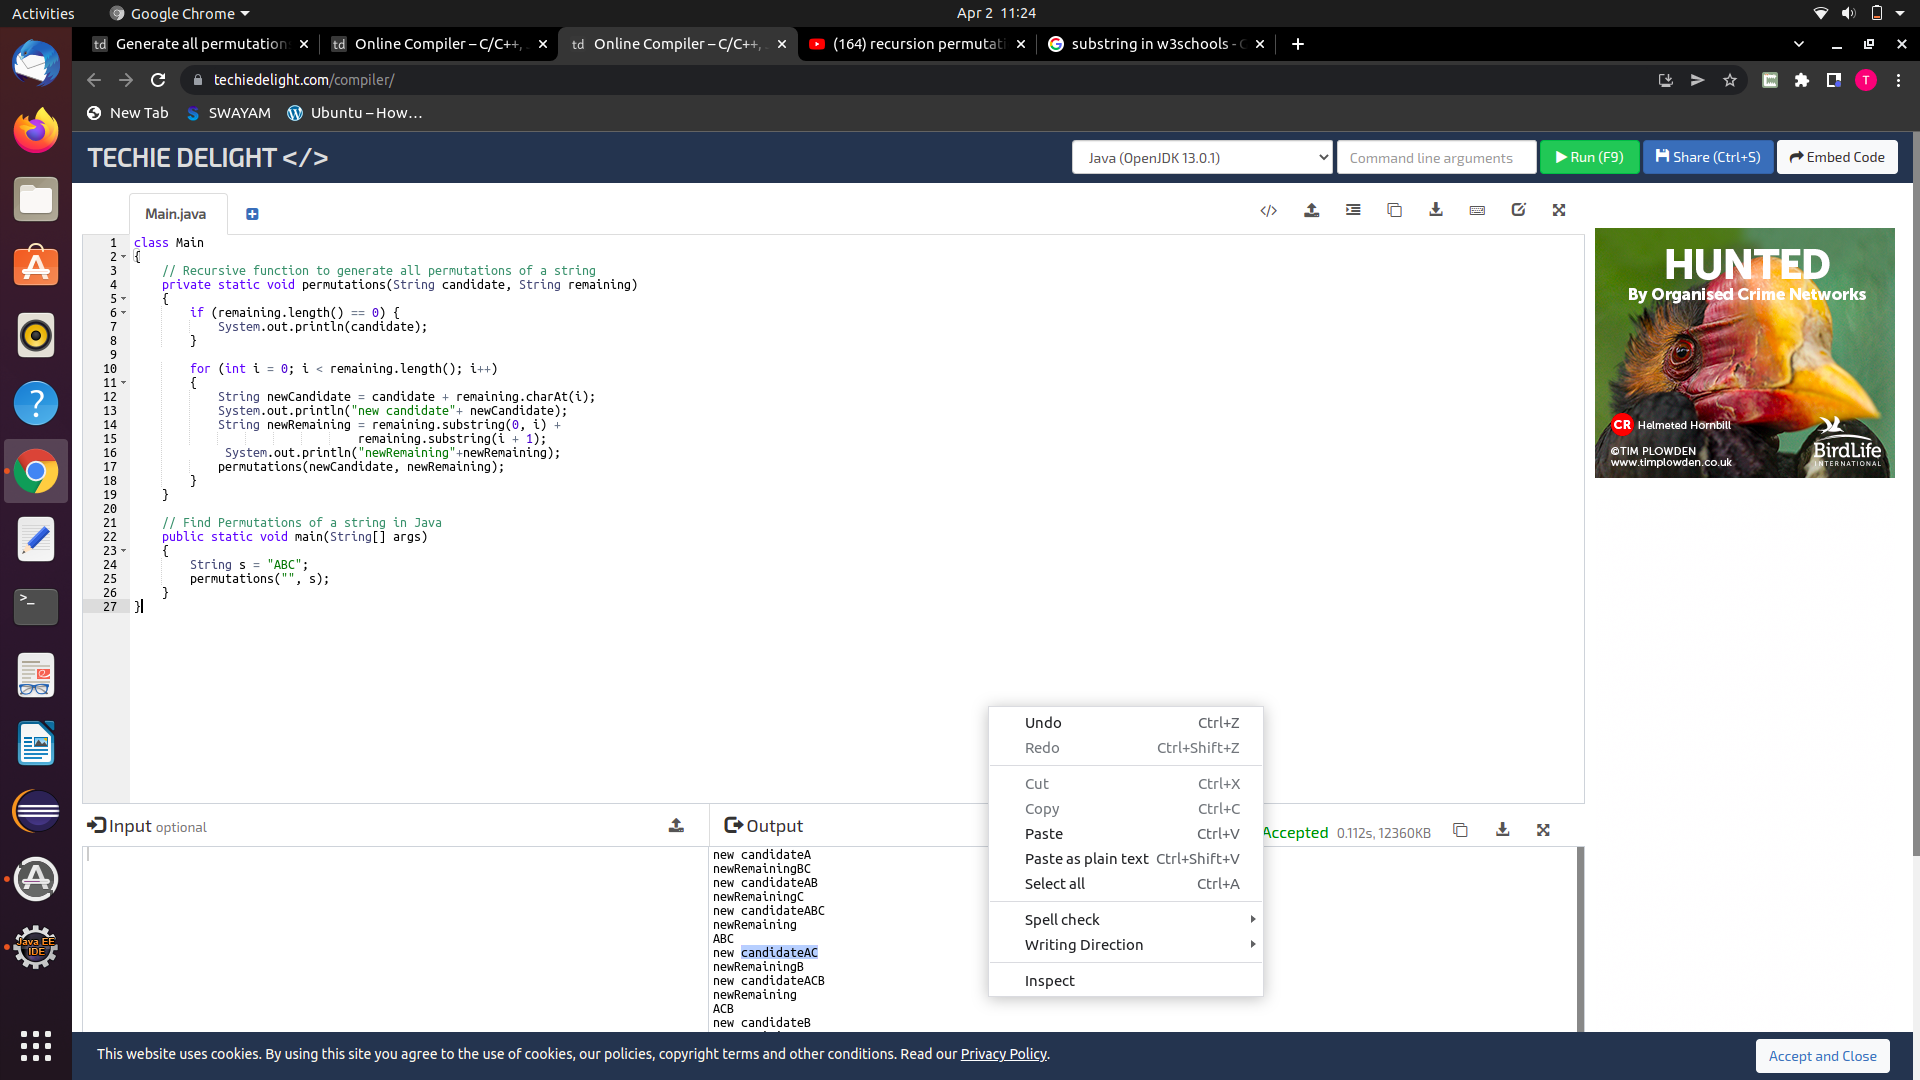 Activities
Google Chrome
Apr 2 11:24
Generate all permutation
Online Compiler – C/C++,
Online Compiler – C/C++,
(164) recursion permutat
substring in w3schools -
techiedelight.com/compiler/
T
New Tab
SWAYAM
Ubuntu – How…
TECHIE DELIGHT </>
Java (OpenJDK 13.0.1)
Command line arguments
Run (F9)
Share (Ctrl+S)
Embed Code
Main.java
1 class Main
2 {
3 // Recursive function to generate all permutations of a string
4 private static void permutations(String candidate, String remaining)
5 {
6 if (remaining.length() == 0) {
7 System.out.println(candidate);
8 }
9
10 for (int i = 0; i < remaining.length(); i++)
11 {
12 String newCandidate = candidate + remaining.charAt(i);
13 System.out.println("new candidate"+ newCandidate);
14 String newRemaining = remaining.substring(0, i) +
15 remaining.substring(i + 1);
16 System.out.println("newRemaining"+newRemaining);
17 permutations(newCandidate, newRemaining);
18 }
19 }
20
21 // Find Permutations of a string in Java
22 public static void main(String[] args)
23 {
24 String s = "ABC";
25 permutations("", s);
26 }
27 }
HUNTED
By Organised Crime Networks
CR Helmeted Hornbill
©TIM PLOWDEN
www.timplowden.co.uk
BirdLife
INTERNATIONAL
Undo Ctrl+Z
Redo Ctrl+Shift+Z
Cut Ctrl+X
Copy Ctrl+C
Paste Ctrl+V
Paste as plain text Ctrl+Shift+V
Select all Ctrl+A
Spell check
Writing Direction
Inspect
Input optional
Output
Accepted 0.112s, 12360KB
new candidateA
newRemainingBC
new candidateAB
newRemainingC
new candidateABC
newRemaining
ABC
new candidateAC
newRemainingB
new candidateACB
newRemaining
ACB
new candidateB
Java EE
IDE
This website uses cookies. By using this site you agree to the use of cookies, our policies, copyright terms and other conditions. Read our Privacy Policy.
Accept and Close